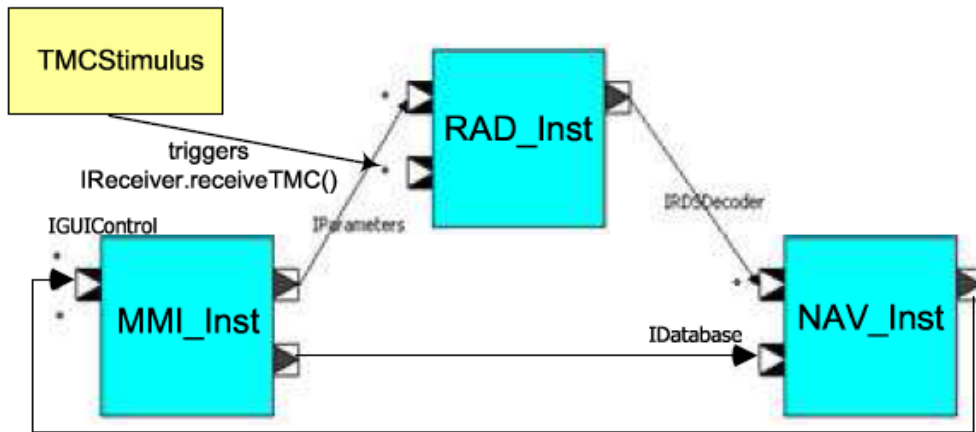 TMCStimulus
RAD_Inst
triggers
IReceiver.receiveTMC()
IParameters
IRDSDecoder
IGUIControl
MMI_Inst
NAV_Inst
IDatabase